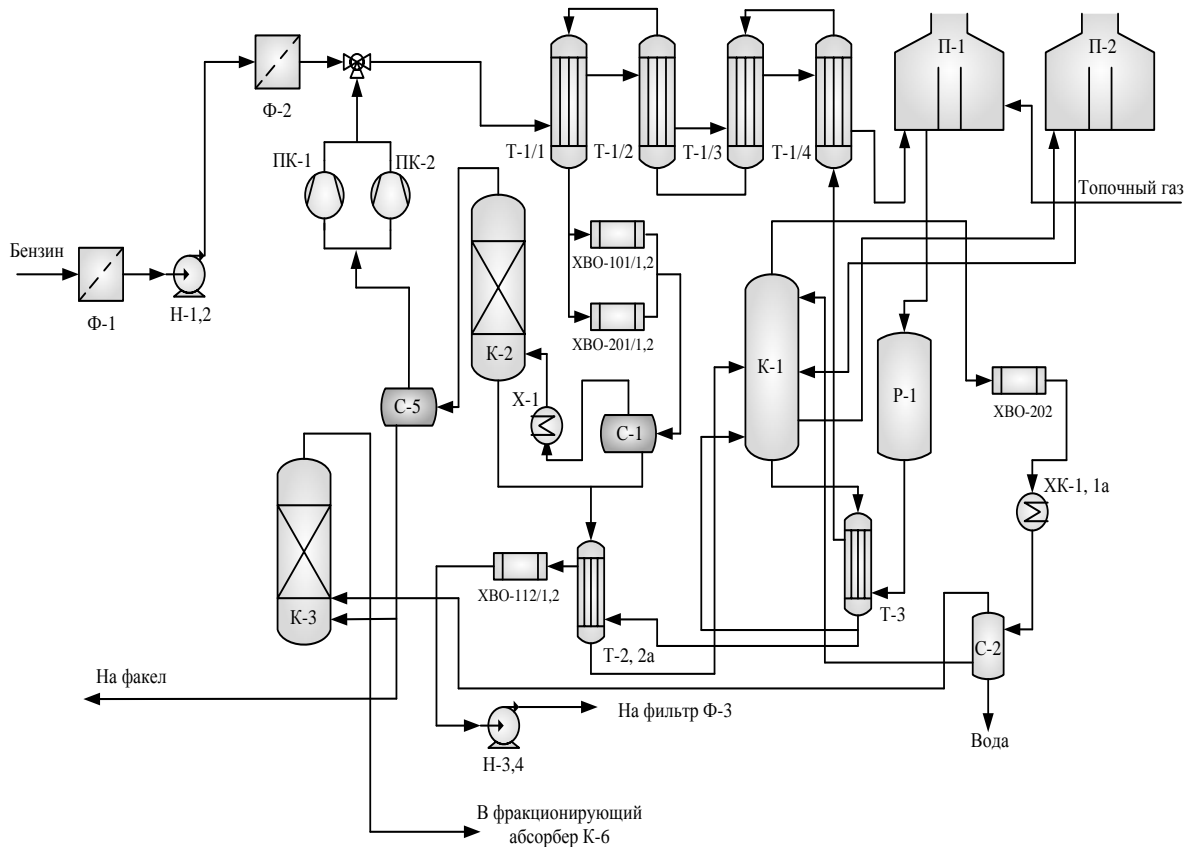 П-1
П-2
Ф-2
Т-1/1
Т-1/2
Т-1/3
Т-1/4
ПК-1
ПК-2
Топочный газ
Бензин
ХВО-101/1,2
Ф-1
Н-1,2
ХВО-201/1,2
К-2
К-1
Р-1
С-5
Х-1
С-1
ХВО-202
ХК-1, 1а
ХВО-112/1,2
К-3
Т-3
Т-2, 2а
С-2
На факел
На фильтр Ф-3
Вода
Н-3,4
В фракционирующий
абсорбер К-6